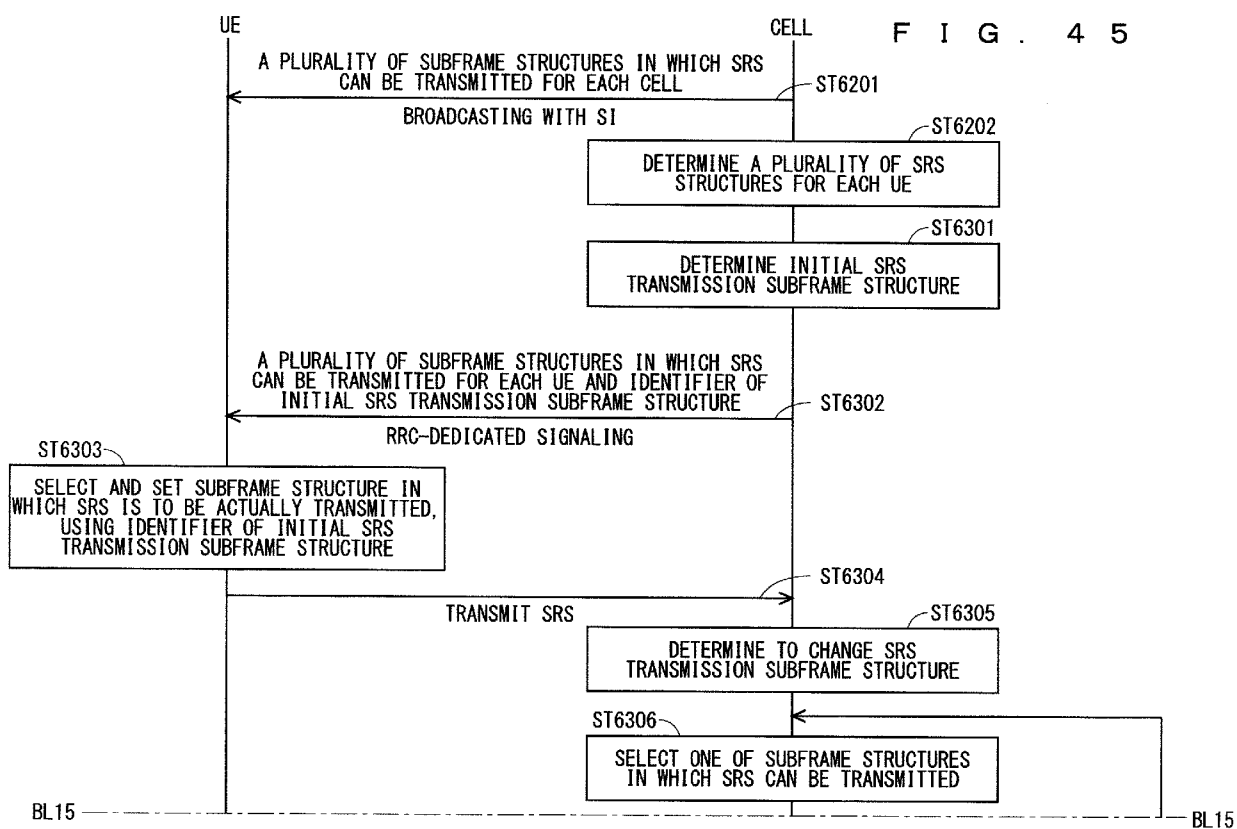 UE
CELL
F I G . 4 5
A PLURALITY OF SUBFRAME STRUCTURES IN WHICH SRS
CAN BE TRANSMITTED FOR EACH CELL
ST6201
BROADCASTING WITH SI
ST6202
DETERMINE A PLURALITY OF SRS
STRUCTURES FOR EACH UE
ST6301
DETERMINE INITIAL SRS
TRANSMISSION SUBFRAME STRUCTURE
A PLURALITY OF SUBFRAME STRUCTURES IN WHICH SRS
CAN BE TRANSMITTED FOR EACH UE AND IDENTIFIER OF
INITIAL SRS TRANSMISSION SUBFRAME STRUCTURE
ST6302
RRC-DEDICATED SIGNALING
ST6303
SELECT AND SET SUBFRAME STRUCTURE IN
WHICH SRS IS TO BE ACTUALLY TRANSMITTED,
USING IDENTIFIER OF INITIAL SRS
TRANSMISSION SUBFRAME STRUCTURE
ST6304
TRANSMIT SRS
ST6305
DETERMINE TO CHANGE SRS
TRANSMISSION SUBFRAME STRUCTURE
ST6306
SELECT ONE OF SUBFRAME STRUCTURES
IN WHICH SRS CAN BE TRANSMITTED
BL15
BL15